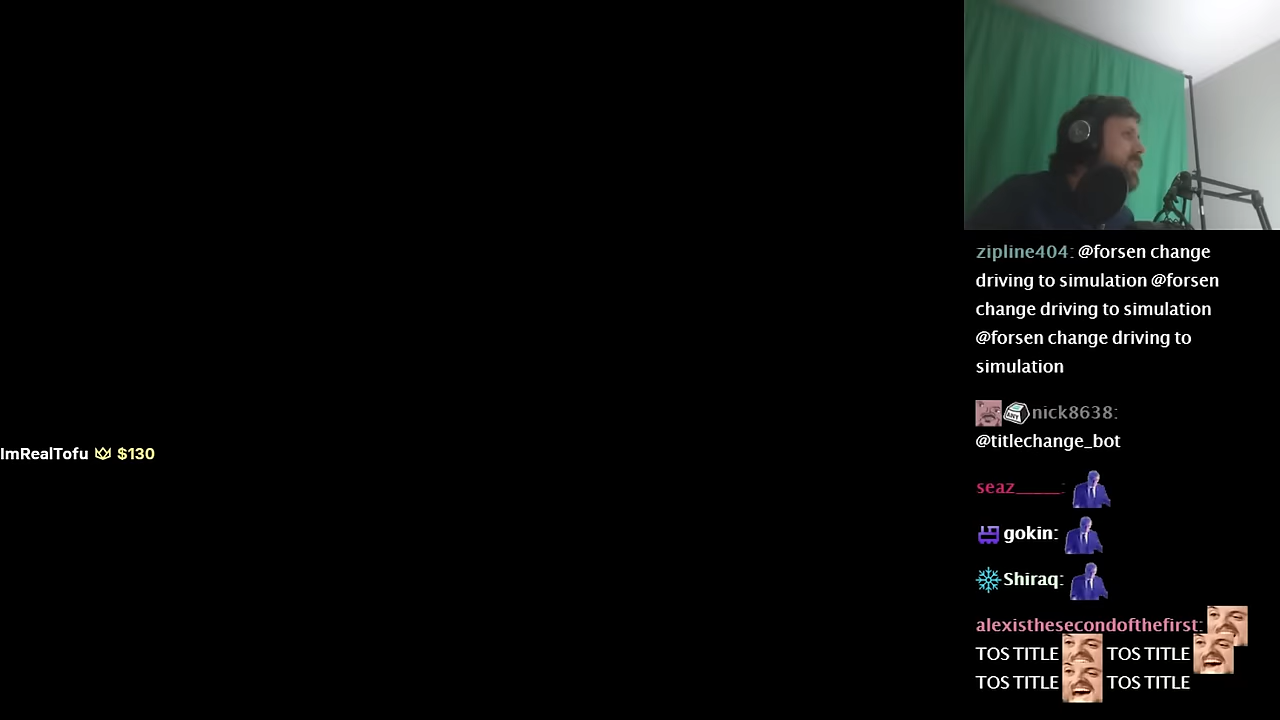 zipline404: @forsen change
driving to simulation @forsen
change driving to simulation
@forsen change driving to
simulation
nick8638:
@titlechange_bot
ImRealTofu $130
seaz_____:
gokin:
Shiraq:
alexisthesecondofthefirst:
TOS TITLE TOS TITLE
TOS TITLE TOS TITLE